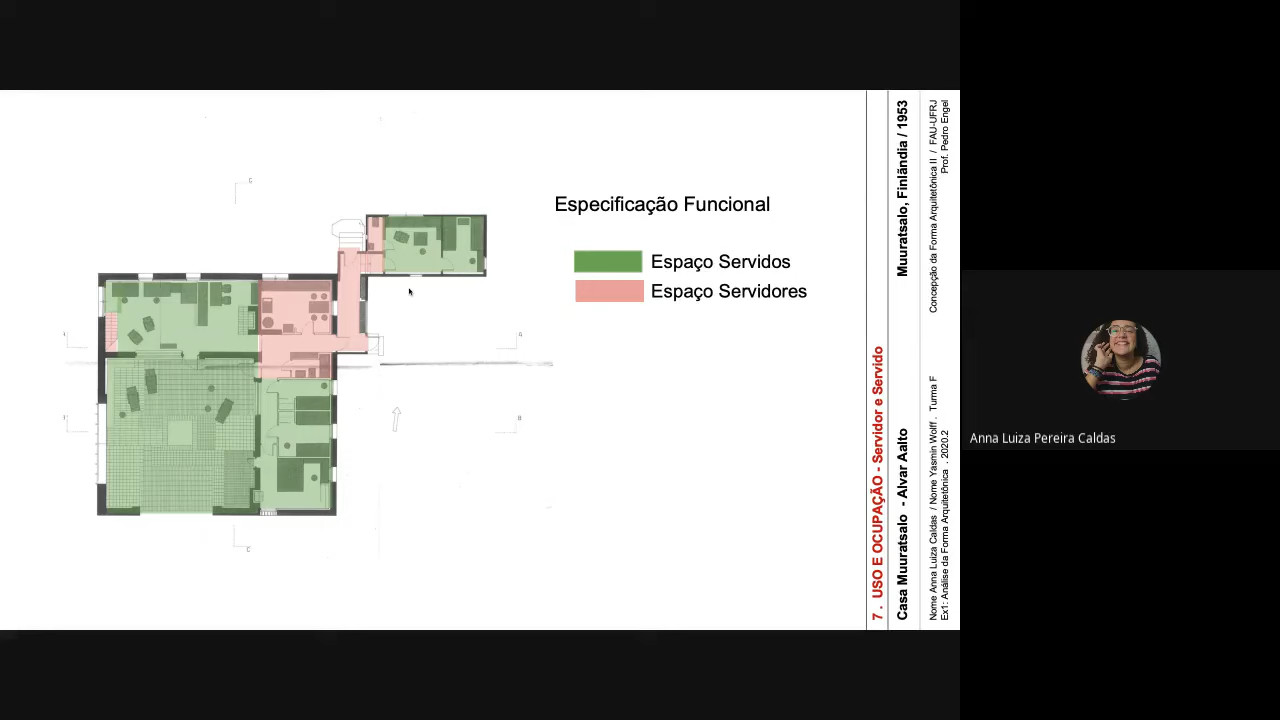 C
Especificação Funcional
Espaço Servidos
Espaço Servidores
C
B
7 . USO E OCUPAÇÃO - Servidor e Servido
Casa Muuratsalo - Alvar Aalto
Muuratsalo, Finlândia / 1953
Nome Anna Luiza Caldas / Nome Yasmin Wolff . Turma F
Ex1: Análise da Forma Arquitetônica . 2020.2
Concepção da Forma Arquitetônica II / FAU-UFRJ
Prof. Pedro Engel
Anna Luiza Pereira Caldas